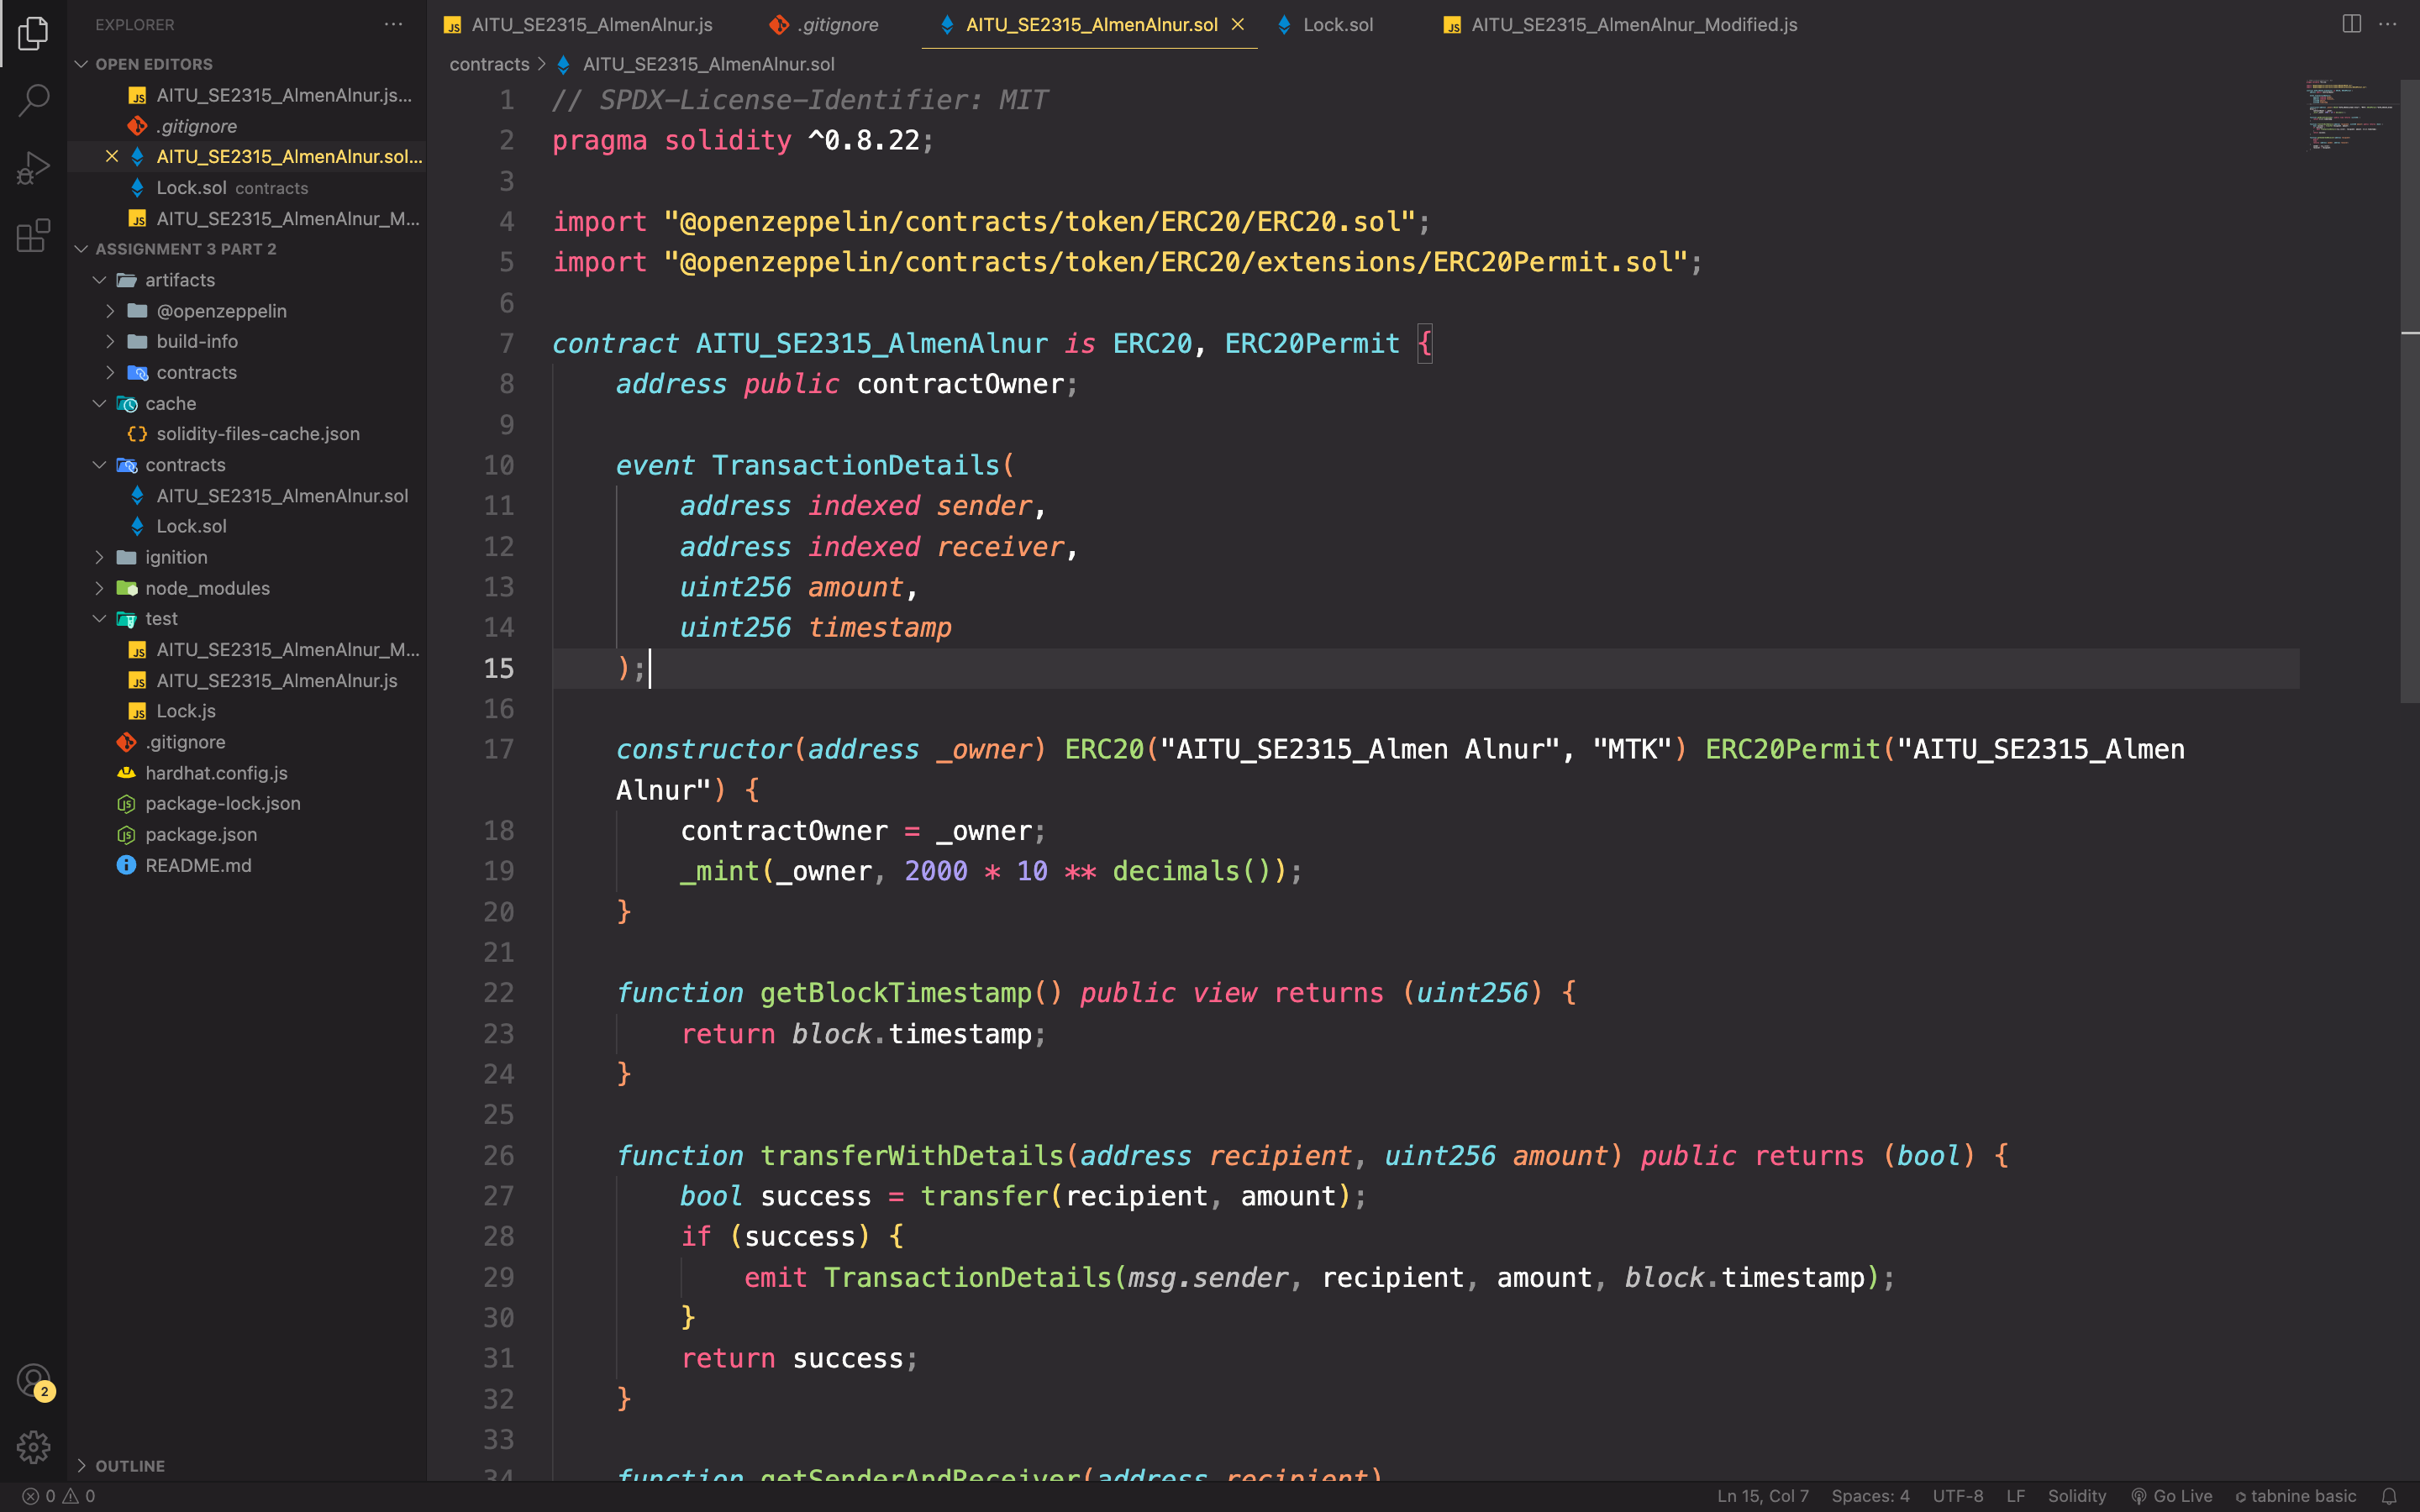 EXPLORER
OPEN EDITORS
AITU_SE2315_AlmenAlnur.js...
.gitignore
AITU_SE2315_AlmenAlnur.sol...
Lock.sol contracts
AITU_SE2315_AlmenAlnur_M...
ASSIGNMENT 3 PART 2
artifacts
@openzeppelin
build-info
contracts
cache
solidity-files-cache.json
contracts
AITU_SE2315_AlmenAlnur.sol
Lock.sol
ignition
node_modules
test
AITU_SE2315_AlmenAlnur_M...
AITU_SE2315_AlmenAlnur.js
Lock.js
.gitignore
hardhat.config.js
package-lock.json
package.json
README.md
OUTLINE
2
AITU_SE2315_AlmenAlnur.js .gitignore AITU_SE2315_AlmenAlnur.sol Lock.sol AITU_SE2315_AlmenAlnur_Modified.js
contracts > AITU_SE2315_AlmenAlnur.sol
1 // SPDX-License-Identifier: MIT
2 pragma solidity ^0.8.22;
3
4 import "@openzeppelin/contracts/token/ERC20/ERC20.sol";
5 import "@openzeppelin/contracts/token/ERC20/extensions/ERC20Permit.sol";
6
7 contract AITU_SE2315_AlmenAlnur is ERC20, ERC20Permit {
8 address public contractOwner;
9
10 event TransactionDetails(
11 address indexed sender,
12 address indexed receiver,
13 uint256 amount,
14 uint256 timestamp
15 );
16
17 constructor(address _owner) ERC20("AITU_SE2315_Almen Alnur", "MTK") ERC20Permit("AITU_SE2315_Almen
Alnur") {
18 contractOwner = _owner;
19 _mint(_owner, 2000 * 10 ** decimals());
20 }
21
22 function getBlockTimestamp() public view returns (uint256) {
23 return block.timestamp;
24 }
25
26 function transferWithDetails(address recipient, uint256 amount) public returns (bool) {
27 bool success = transfer(recipient, amount);
28 if (success) {
29 emit TransactionDetails(msg.sender, recipient, amount, block.timestamp);
30 }
31 return success;
32 }
33
34 function getSenderAndReceiver(address recipient)
0 0 Ln 15, Col 7 Spaces: 4 UTF-8 LF Solidity Go Live tabnine basic